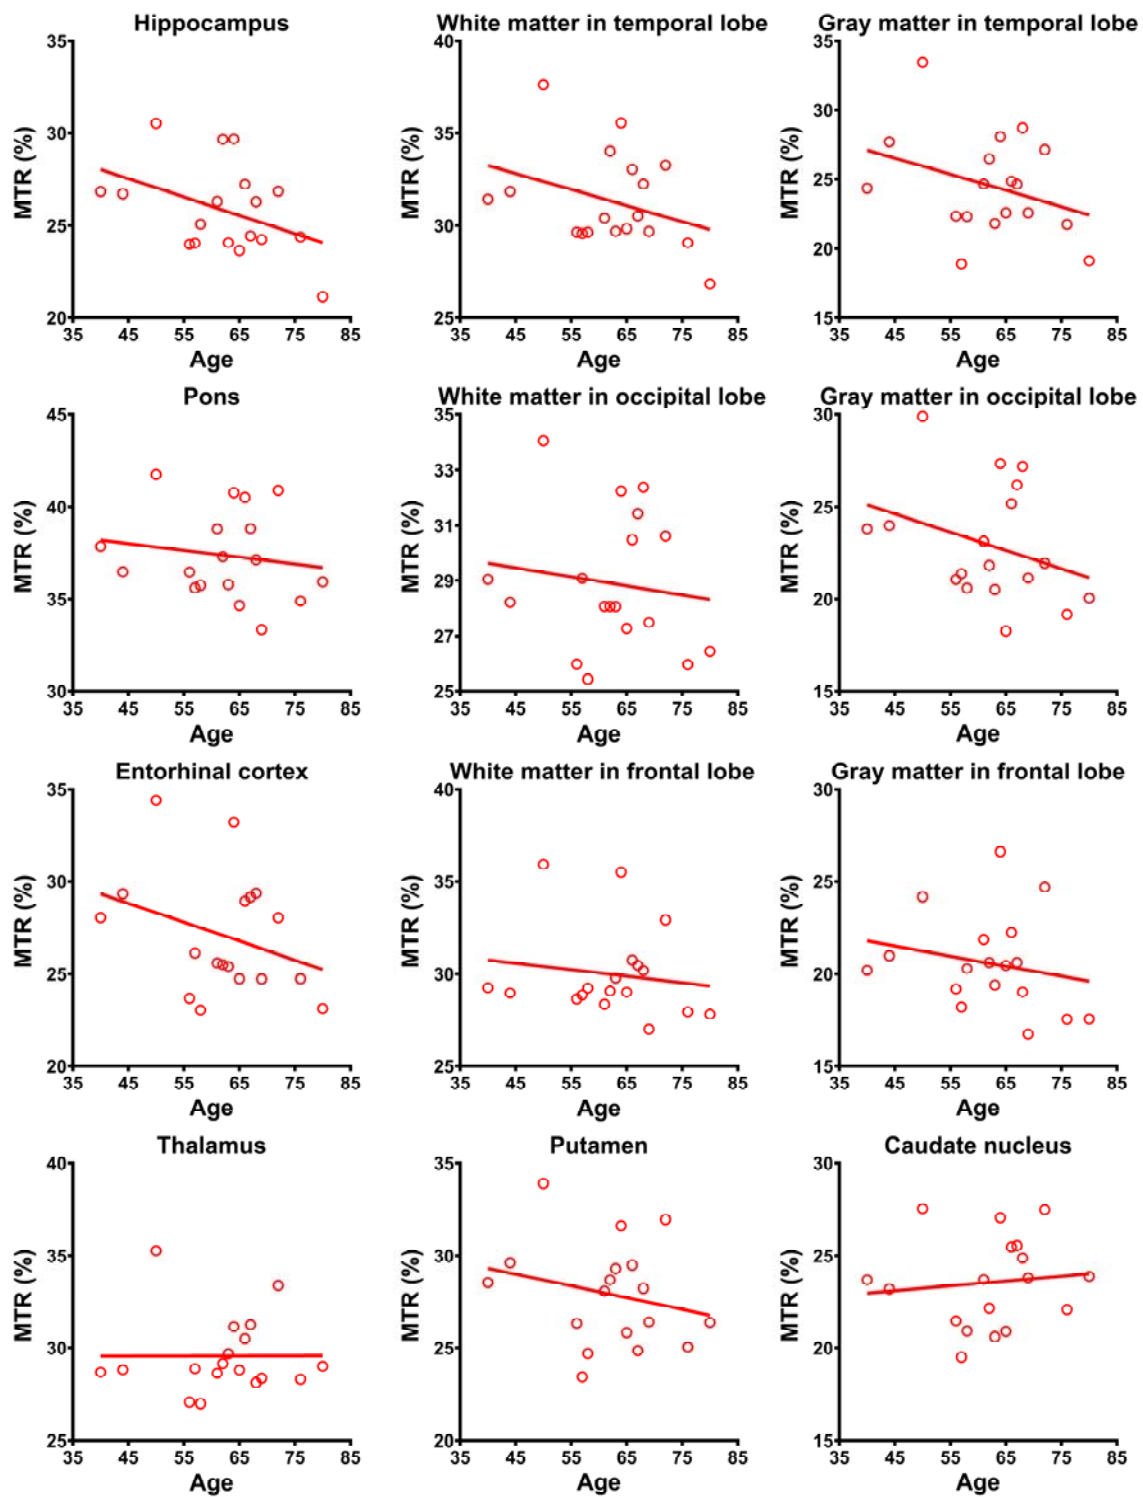 Hippocampus
White matter in temporal lobe
Gray matter in temporal lobe
35
30
25
20
MTR (%)
35 45 55 65 75 85
Age
40
35
30
25
MTR (%)
35 45 55 65 75 85
Age
35
30
25
20
15
MTR (%)
35 45 55 65 75 85
Age
Pons
White matter in occipital lobe
Gray matter in occipital lobe
45
40
35
30
MTR (%)
35 45 55 65 75 85
Age
35
33
31
29
27
25
MTR (%)
35 45 55 65 75 85
Age
30
25
20
15
MTR (%)
35 45 55 65 75 85
Age
Entorhinal cortex
White matter in frontal lobe
Gray matter in frontal lobe
35
30
25
20
MTR (%)
35 45 55 65 75 85
Age
40
35
30
25
MTR (%)
35 45 55 65 75 85
Age
30
25
20
15
MTR (%)
35 45 55 65 75 85
Age
Thalamus
Putamen
Caudate nucleus
40
35
30
25
MTR (%)
35 45 55 65 75 85
Age
35
30
25
20
MTR (%)
35 45 55 65 75 85
Age
30
25
20
15
MTR (%)
35 45 55 65 75 85
Age